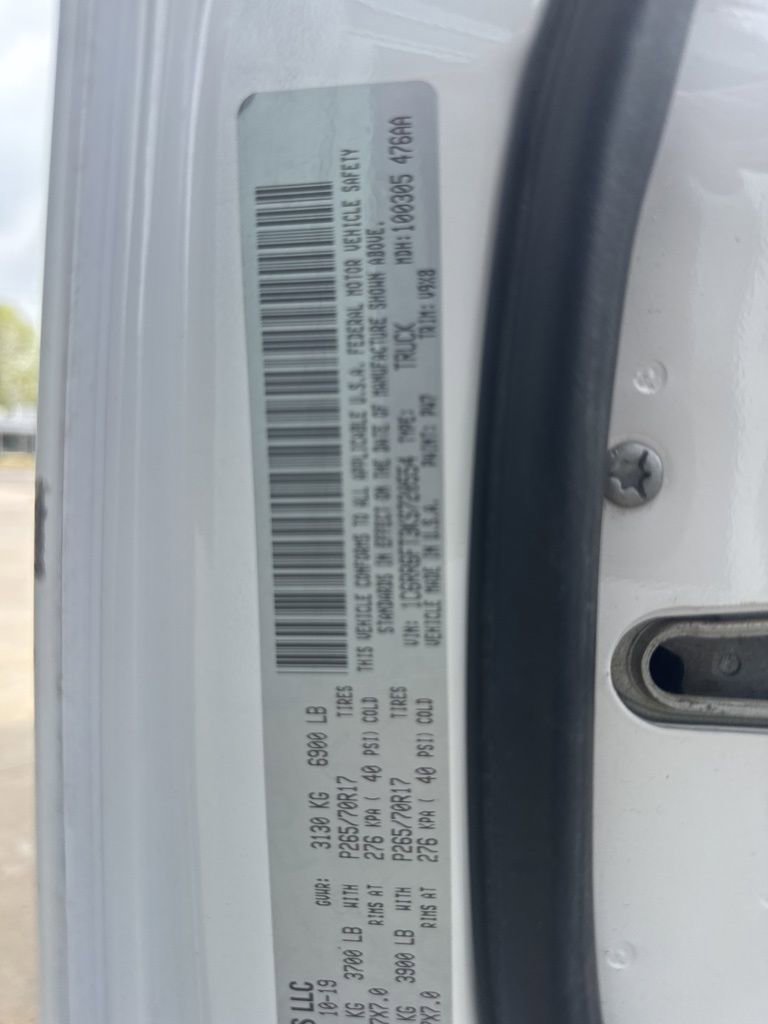 S LLC
10-19 GVWR: 3130 KG 6900 LB
KG 3700 LB WITH P265/70R17 TIRES
7X7.0 RIMS AT 276 KPA ( 40 PSI) COLD
KG 3900 LB WITH P265/70R17 TIRES
7X7.0 RIMS AT 276 KPA ( 40 PSI) COLD
THIS VEHICLE CONFORMS TO ALL APPLICABLE U.S.A. FEDERAL MOTOR VEHICLE SAFETY
STANDARDS IN EFFECT ON THE DATE OF MANUFACTURE SHOWN ABOVE.
VIN: 1C6RR6FT3KS720554 TYPE: TRUCK MDH:100305 476AA
VEHICLE MADE IN U.S.A. PAINT: PW7 TRIM: V9X8